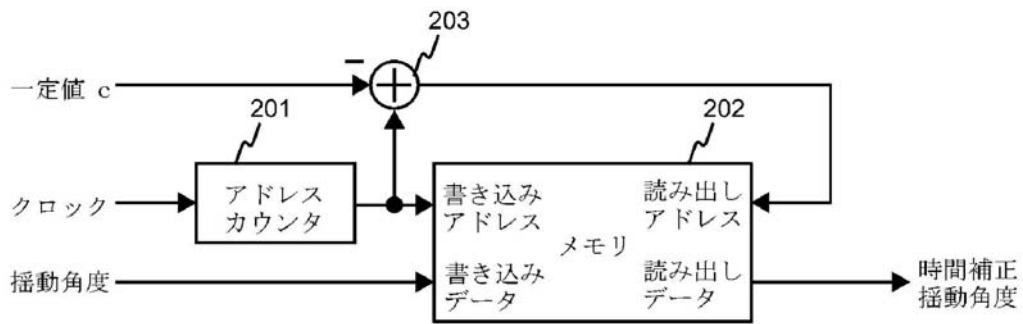 203
一定値 c
−
201
202
クロック
アドレス
カウンタ
書き込み
アドレス
読み出し
アドレス
メモリ
揺動角度
書き込み
データ
読み出し
データ
時間補正
揺動角度